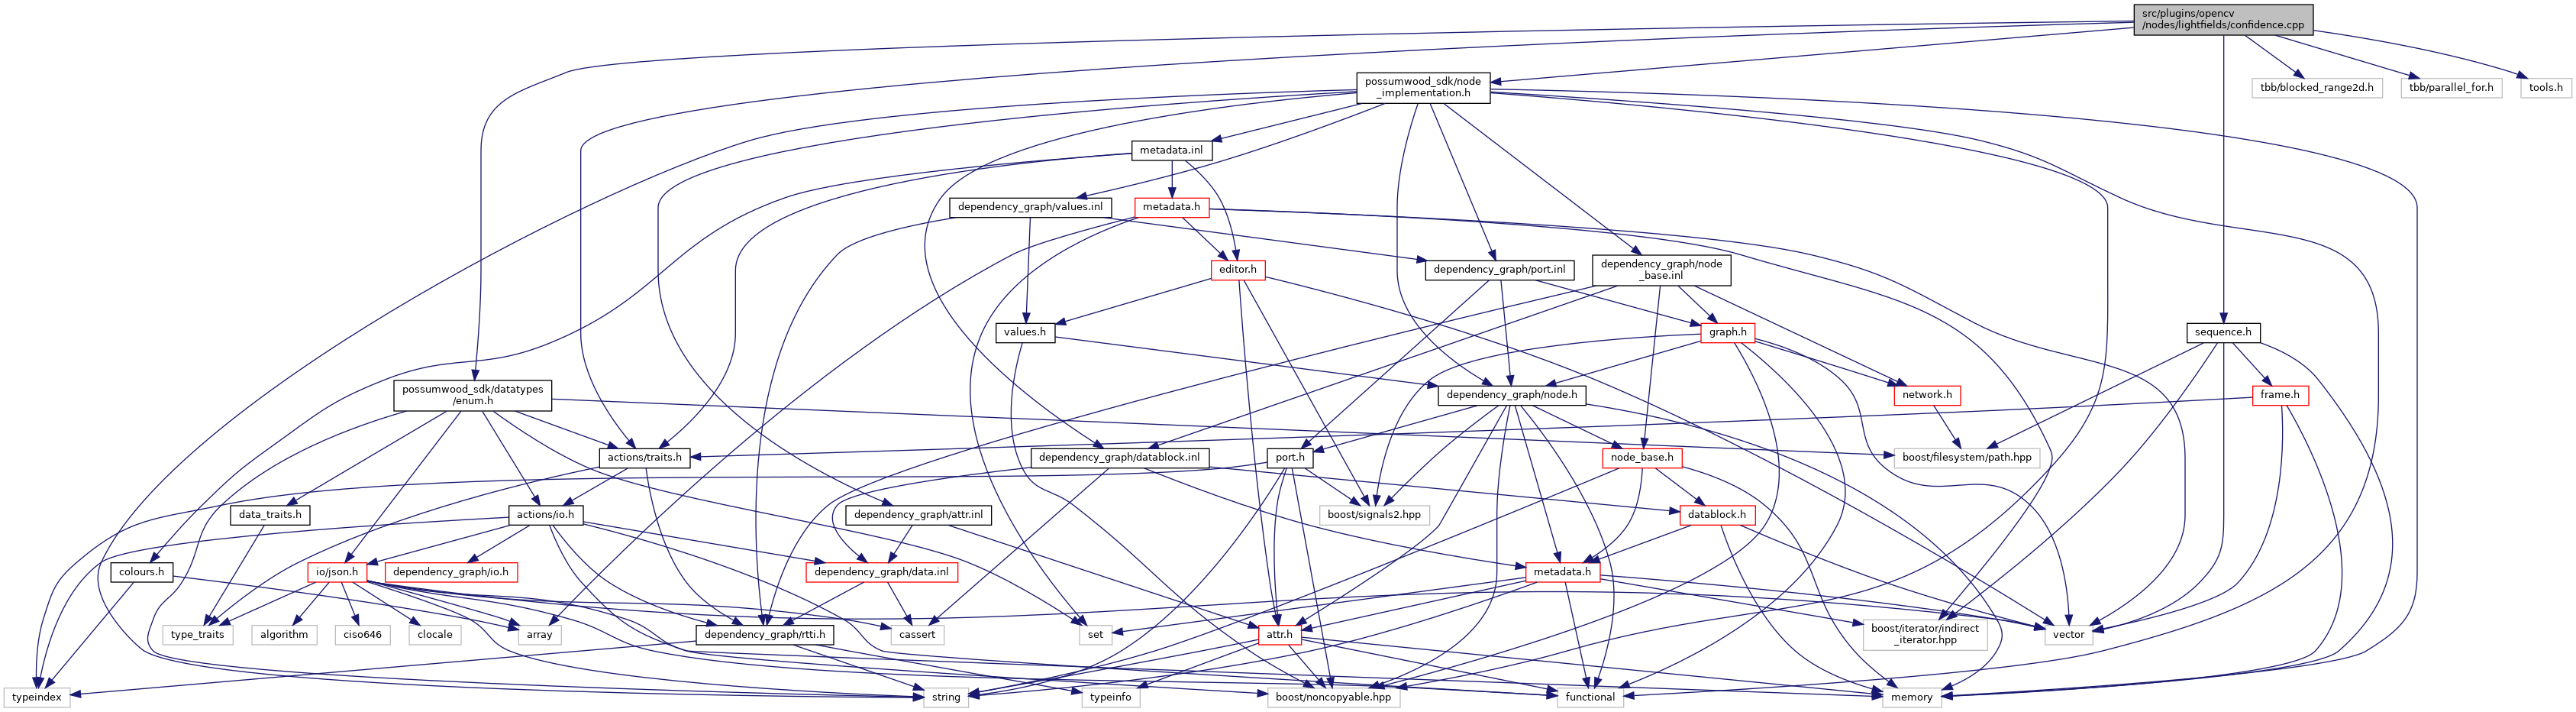 src/plugins/opencv
/nodes/lightfields/confidence.cpp
possumwood_sdk/node
_implementation.h
tbb/blocked_range2d.h
tbb/parallel_for.h
tools.h
metadata.inl
dependency_graph/values.inl
metadata.h
editor.h
dependency_graph/port.inl
dependency_graph/node
_base.inl
values.h
graph.h
sequence.h
possumwood_sdk/datatypes
/enum.h
dependency_graph/node.h
network.h
frame.h
actions/traits.h
dependency_graph/datablock.inl
port.h
node_base.h
boost/filesystem/path.hpp
data_traits.h
actions/io.h
dependency_graph/attr.inl
boost/signals2.hpp
datablock.h
colours.h
io/json.h
dependency_graph/io.h
dependency_graph/data.inl
metadata.h
type_traits
algorithm
ciso646
clocale
array
dependency_graph/rtti.h
cassert
set
attr.h
boost/iterator/indirect
_iterator.hpp
vector
typeindex
string
typeinfo
boost/noncopyable.hpp
functional
memory